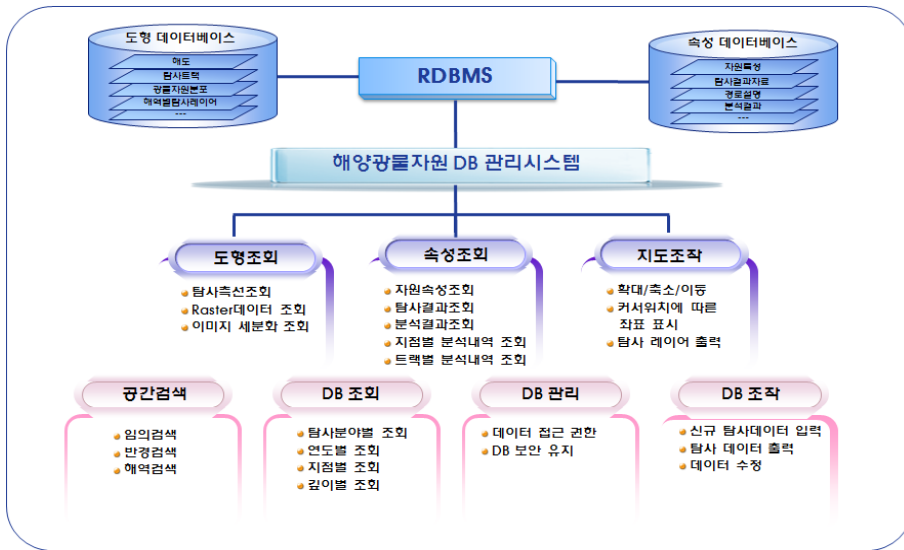 도형 데이터베이스
해도
탐사트랙
광물자원분포
해역별탐사레이어
---
RDBMS
속성 데이터베이스
자원특성
탐사결과자료
경로설명
분석결과
---
해양광물자원 DB 관리시스템
도형조회
탐사측선조회
Raster데이터 조회
이미지 세분화 조회
속성조회
자원속성조회
탐사결과조회
분석결과조회
지점별 분석내역 조회
트랙별 분석내역 조회
지도조작
확대/축소/이동
커서위치에 따른
좌표 표시
탐사 레이어 출력
공간검색
임의검색
반경검색
해역검색
DB 조회
탐사분야별 조회
연도별 조회
지점별 조회
깊이별 조회
DB 관리
데이터 접근 권한
DB 보안 유지
DB 조작
신규 탐사데이터 입력
탐사 데이터 출력
데이터 수정